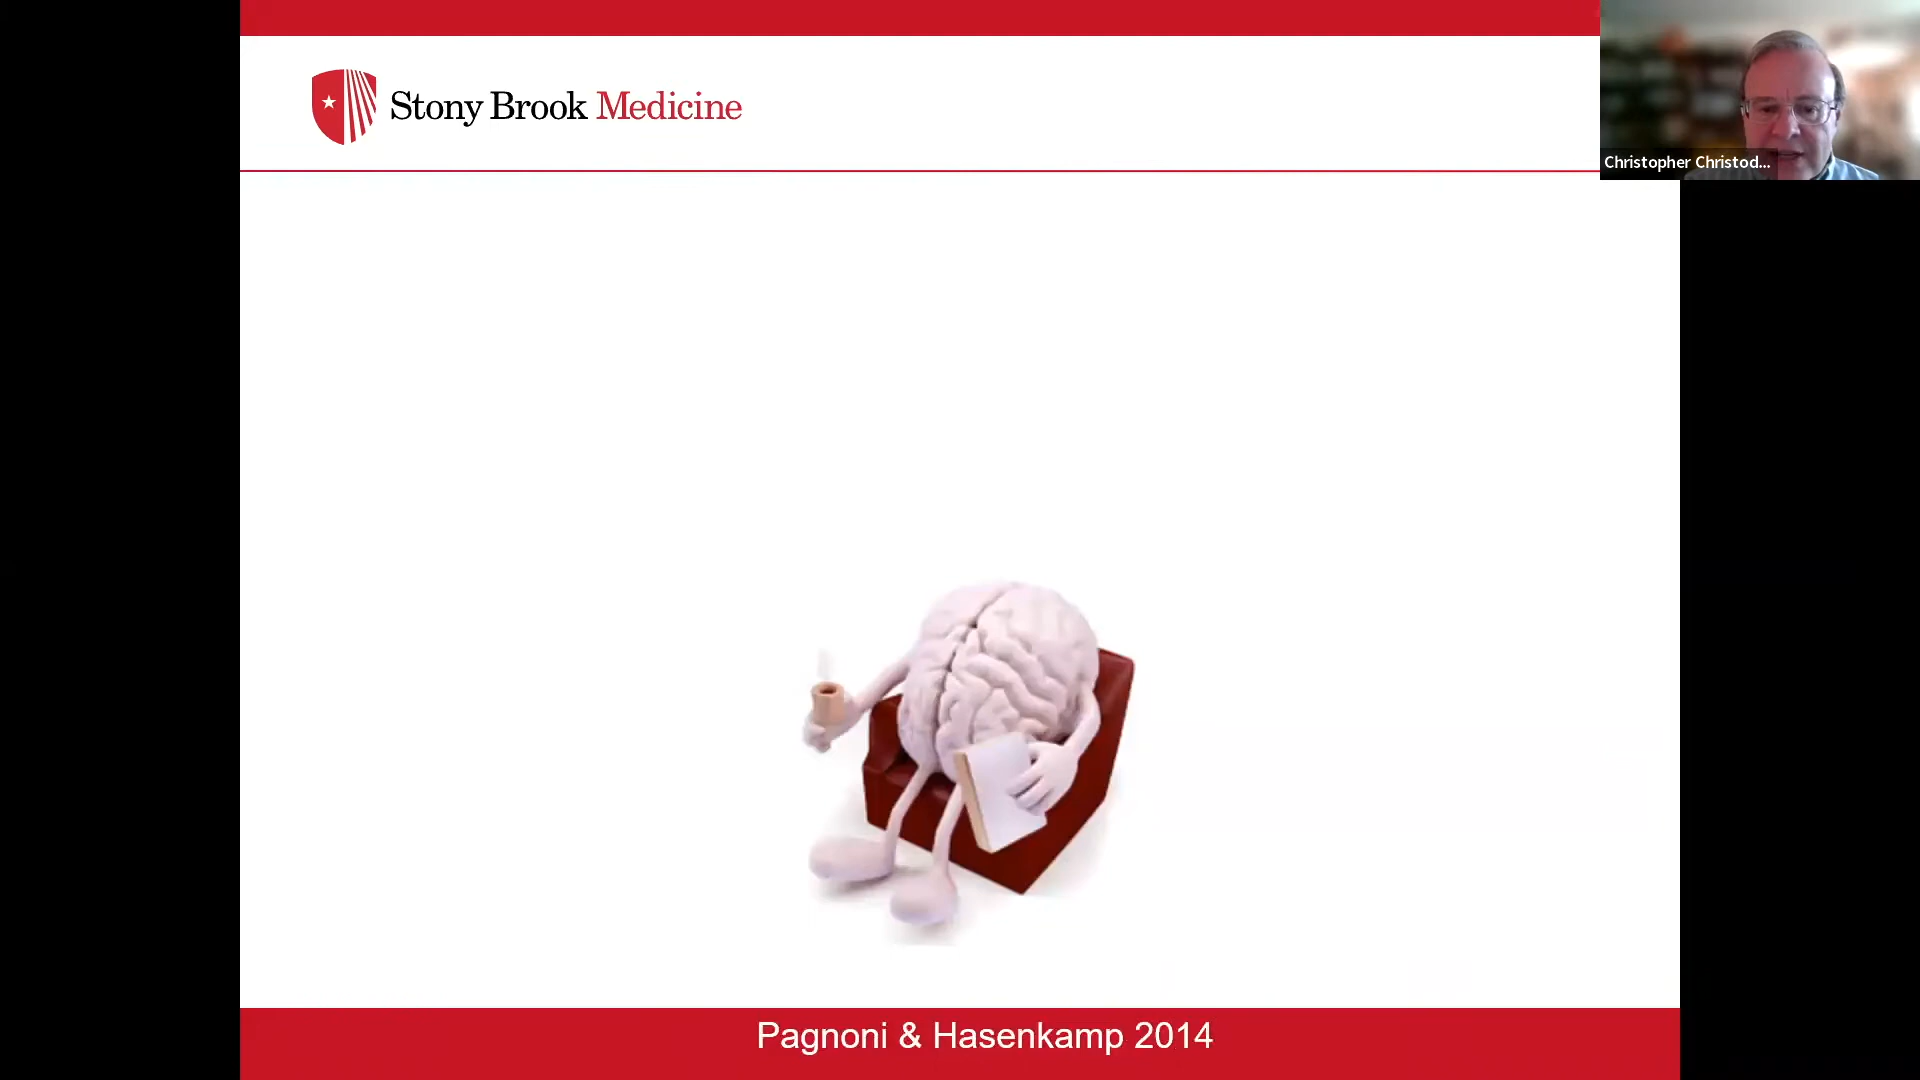 Stony Brook Medicine
Christopher Christod...
Pagnoni & Hasenkamp 2014